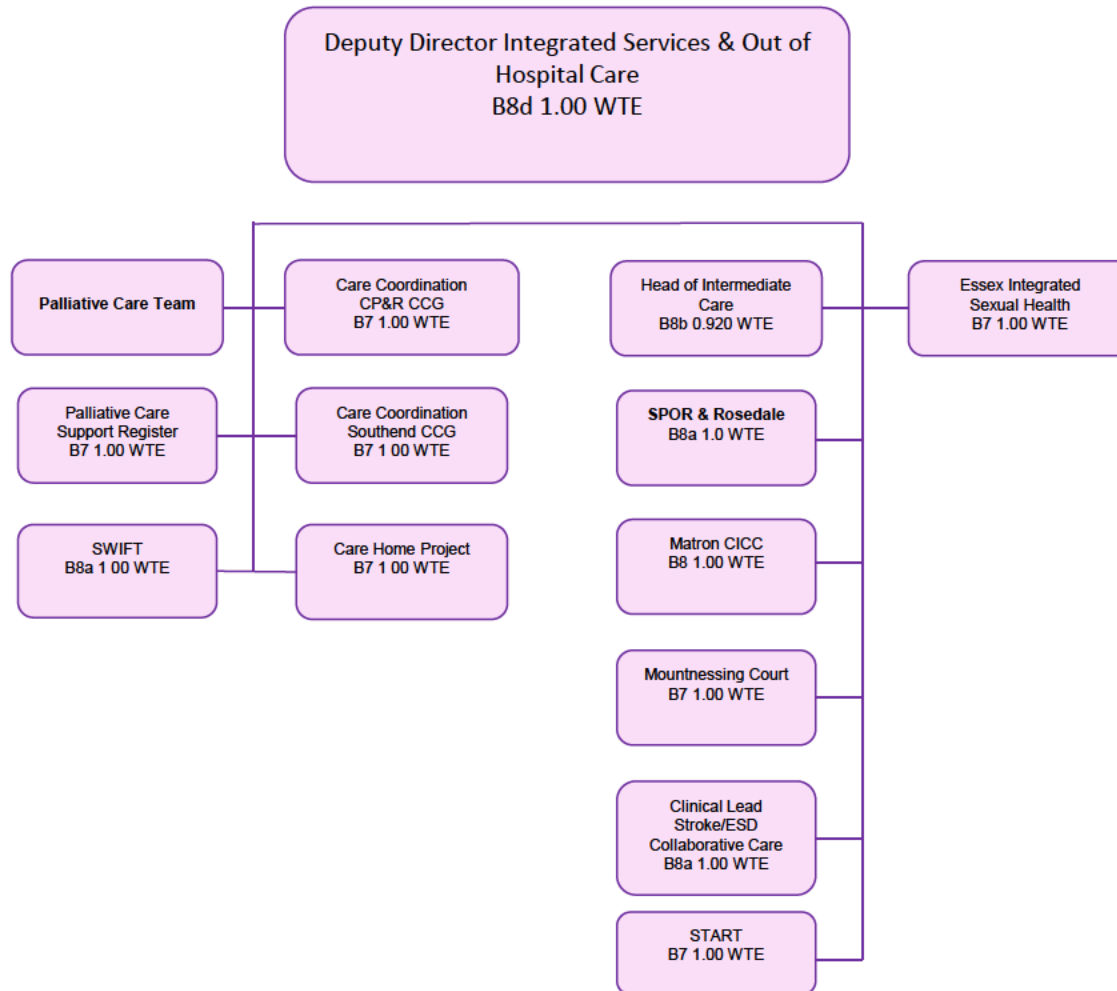 Deputy Director Integrated Services & Out of
Hospital Care
B8d 1.00 WTE
Palliative Care Team
Care Coordination
CP&R CCG
B7 1.00 WTE
Head of Intermediate
Care
B8b 0.920 WTE
Essex Integrated
Sexual Health
B7 1.00 WTE
Palliative Care
Support Register
B7 1.00 WTE
Care Coordination
Southend CCG
B7 1 00 WTE
SPOR & Rosedale
B8a 1.0 WTE
SWIFT
B8a 1 00 WTE
Care Home Project
B7 1 00 WTE
Matron CICC
B8 1.00 WTE
Mountnessing Court
B7 1.00 WTE
Clinical Lead
Stroke/ESD
Collaborative Care
B8a 1.00 WTE
START
B7 1.00 WTE